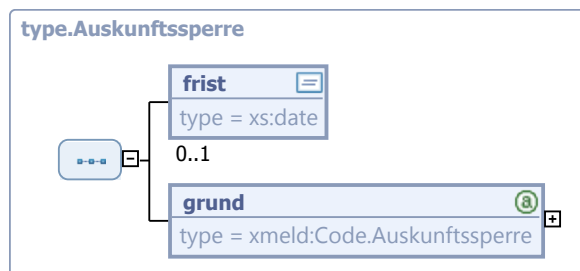 type.Auskunftssperre
frist
type = xs:date
0..1
grund
type = xmeld:Code.Auskunftssperre